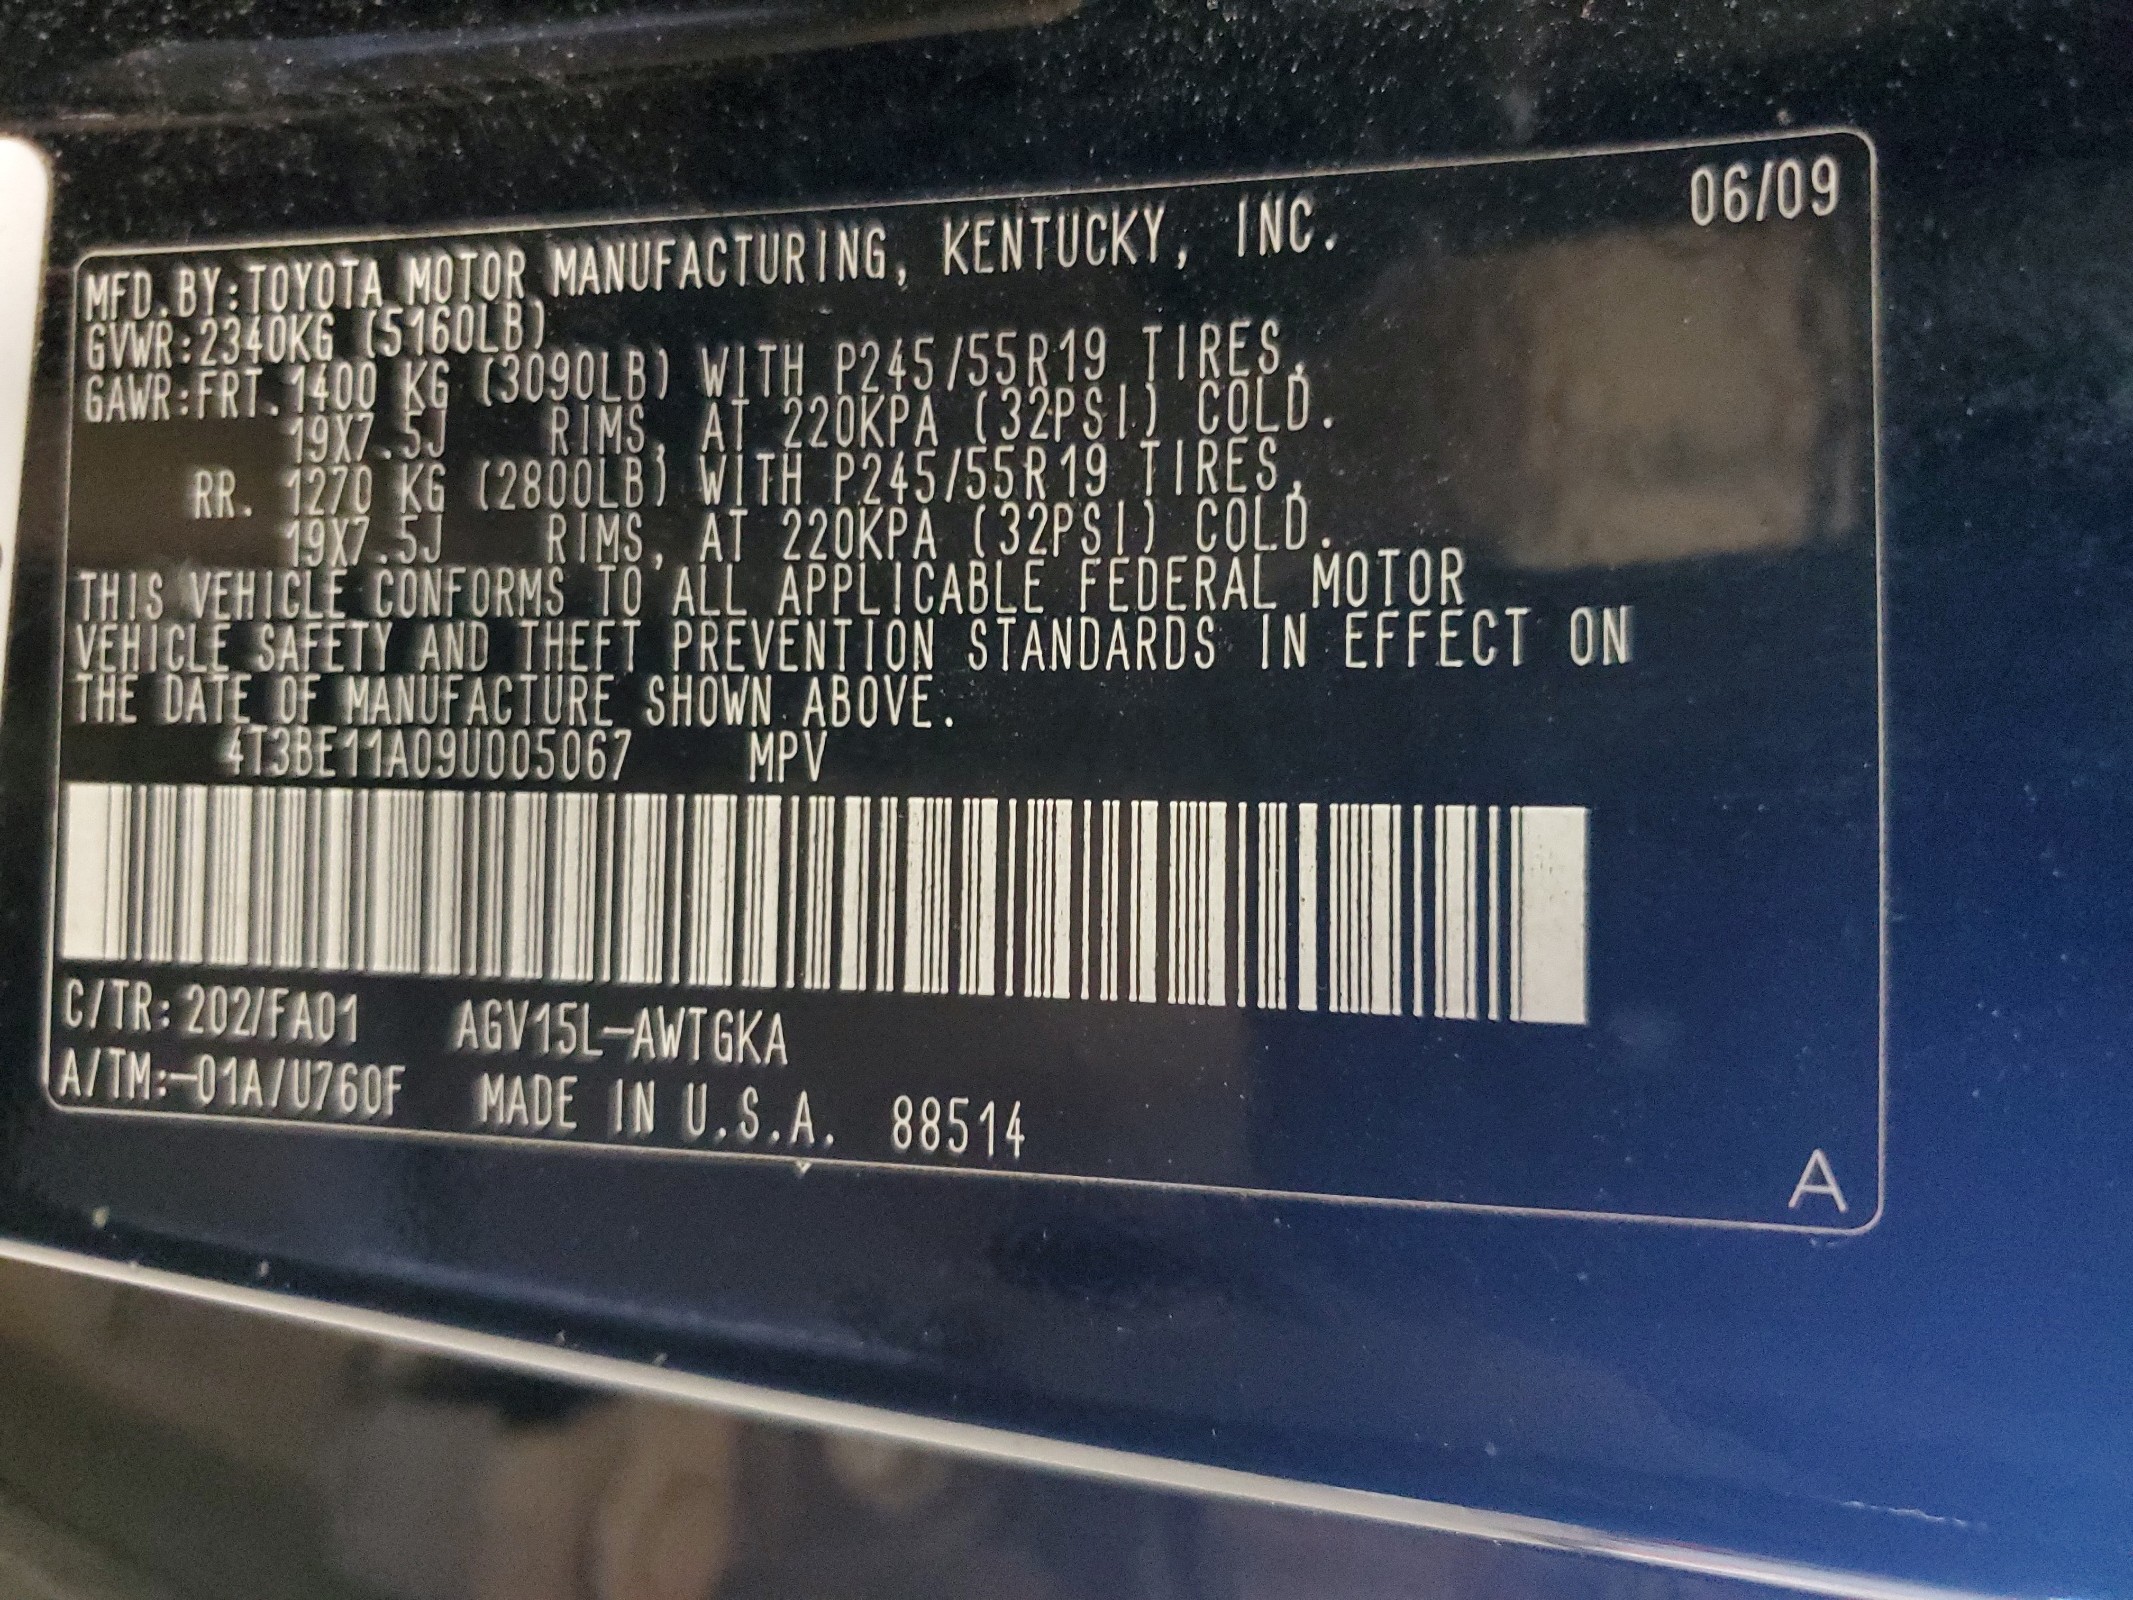 06/09
MFD.BY:TOYOTA MOTOR MANUFACTURING, KENTUCKY, INC.
GVWR:2340KG (5160LB)
GAWR:FRT. 1400 KG (3090LB) WITH P245/55R19 TIRES,
19X7.5J RIMS, AT 220KPA (32PSI) COLD.
RR. 1270 KG (2800LB) WITH P245/55R19 TIRES,
19X7.5J RIMS, AT 220KPA (32PSI) COLD.
THIS VEHICLE CONFORMS TO ALL APPLICABLE FEDERAL MOTOR
VEHICLE SAFETY AND THEFT PREVENTION STANDARDS IN EFFECT ON
THE DATE OF MANUFACTURE SHOWN ABOVE.
4T3BE11A09U005067 MPV
C/TR: 202/FA01 AGV15L-AWTGKA
A/TM:-01A/U760F MADE IN U.S.A. 88514
A